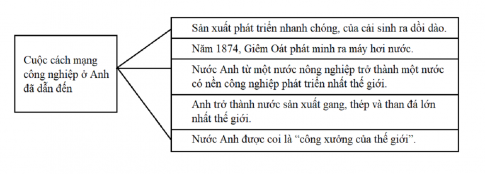 Cuộc cách mạng
công nghiệp ở Anh
đã dẫn đến
Sản xuất phát triển nhanh chóng, của cải sinh ra dồi dào.
Năm 1874, Giêm Oát phát minh ra máy hơi nước.
Nước Anh từ một nước nông nghiệp trở thành một nước
có nền công nghiệp phát triển nhất thế giới.
Anh trở thành nước sản xuất gang, thép và than đá lớn
nhất thế giới.
Nước Anh được coi là “công xưởng của thế giới”.